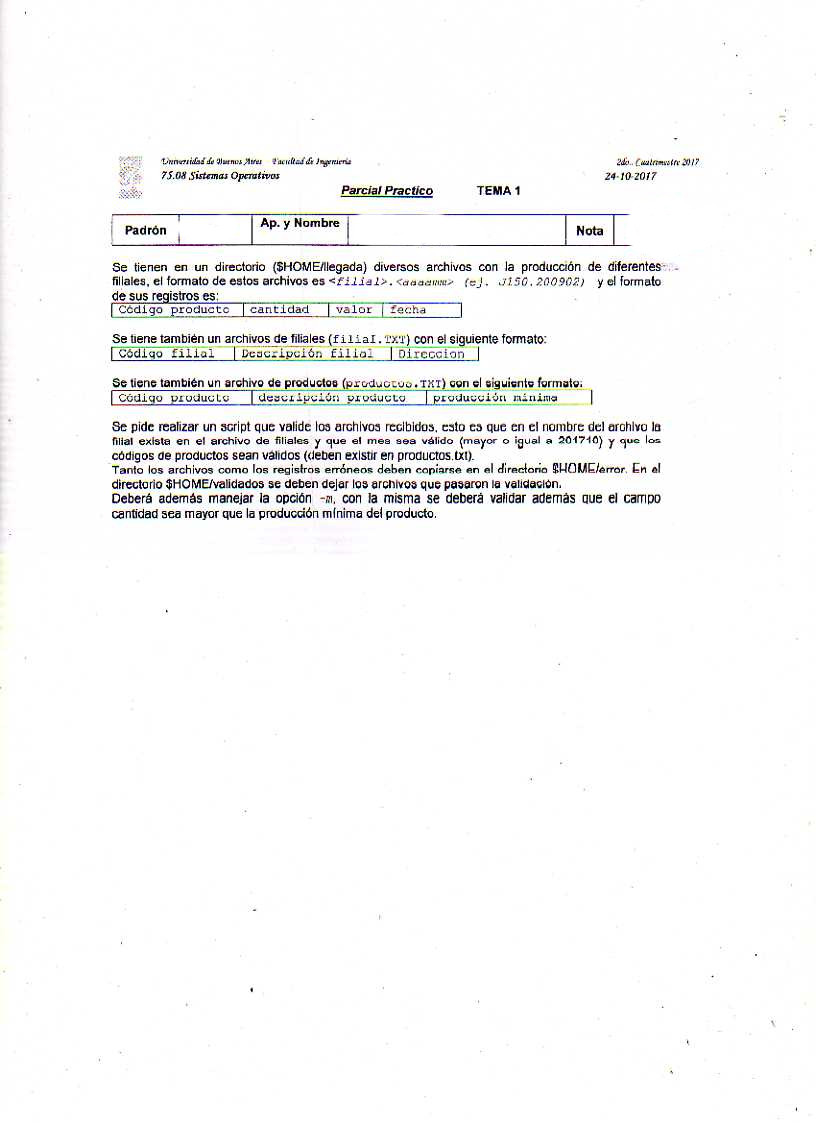 Universidad de Buenos Aires - Facultad de Ingeniería 2do.. Cuatrimestre 2017
75.08 Sistemas Operativos 24-10-2017
Parcial Practico TEMA 1
Padrón Ap. y Nombre Nota
Se tienen en un directorio ($HOME/llegada) diversos archivos con la producción de diferentes
filiales, el formato de estos archivos es <filial>.<aaaamm> (ej. J150.200902) y el formato
de sus registros es:
Código producto cantidad valor fecha
Se tiene también un archivos de filiales (filial.TXT) con el siguiente formato:
Código filial Descripción filial Direccion
Se tiene también un archivo de productos (productos.TXT) con el siguiente formato:
Código producto descripción producto producción mínima
Se pide realizar un script que valide los archivos recibidos, esto es que en el nombre del archivo la
filial exista en el archivo de filiales y que el mes sea válido (mayor o igual a 201710) y que los
códigos de productos sean válidos (deben existir en productos.txt).
Tanto los archivos como los registros erróneos deben copiarse en el directorio $HOME/error. En el
directorio $HOME/validados se deben dejar los archivos que pasaron la validación.
Deberá además manejar la opción -m, con la misma se deberá validar además que el campo
cantidad sea mayor que la producción mínima del producto.